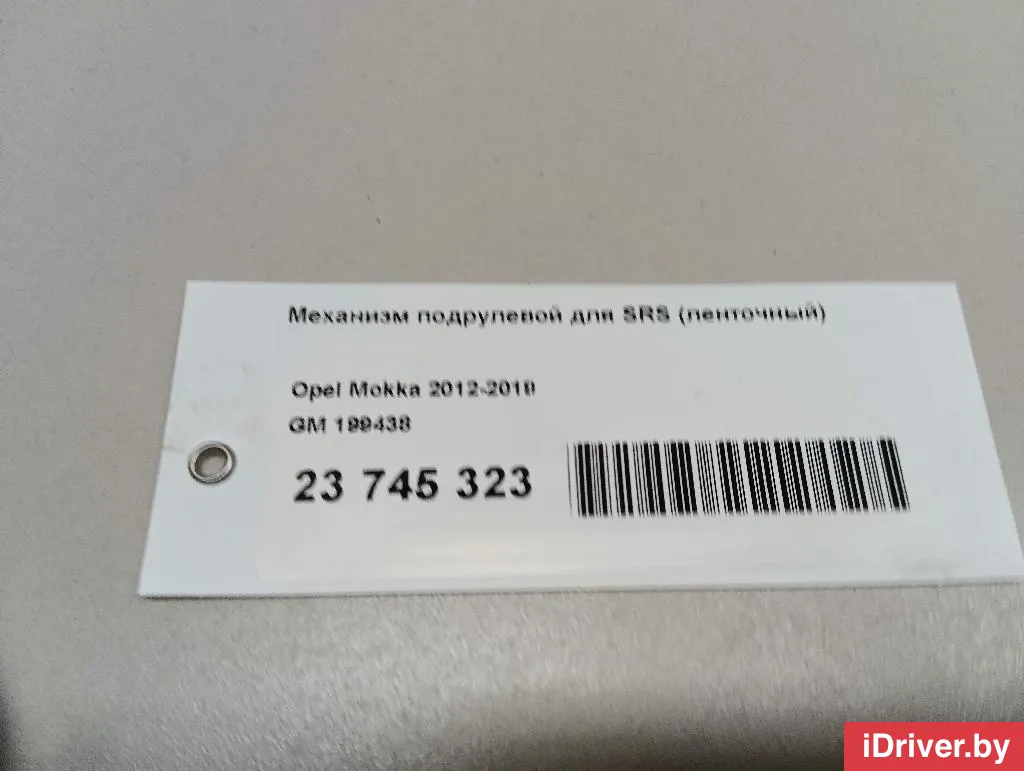 Механизм подрулевой для SRS (ленточный)
Opel Mokka 2012-2019
GM 199438
23 745 323
iDriver.by